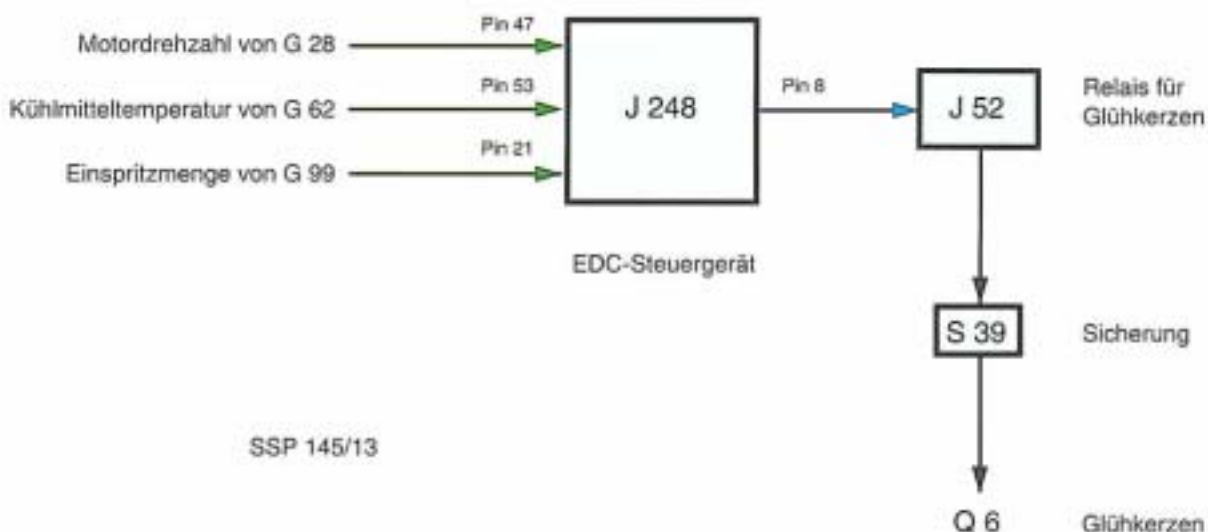 Motordrehzahl von G 28
Pin 47
Kühlmitteltemperatur von G 62
Pin 53
Einspritzmenge von G 99
Pin 21
J 248
EDC-Steuergerät
Pin 8
J 52
Relais für
Glühkerzen
S 39
Sicherung
SSP 145/13
Q 6
Glühkerzen